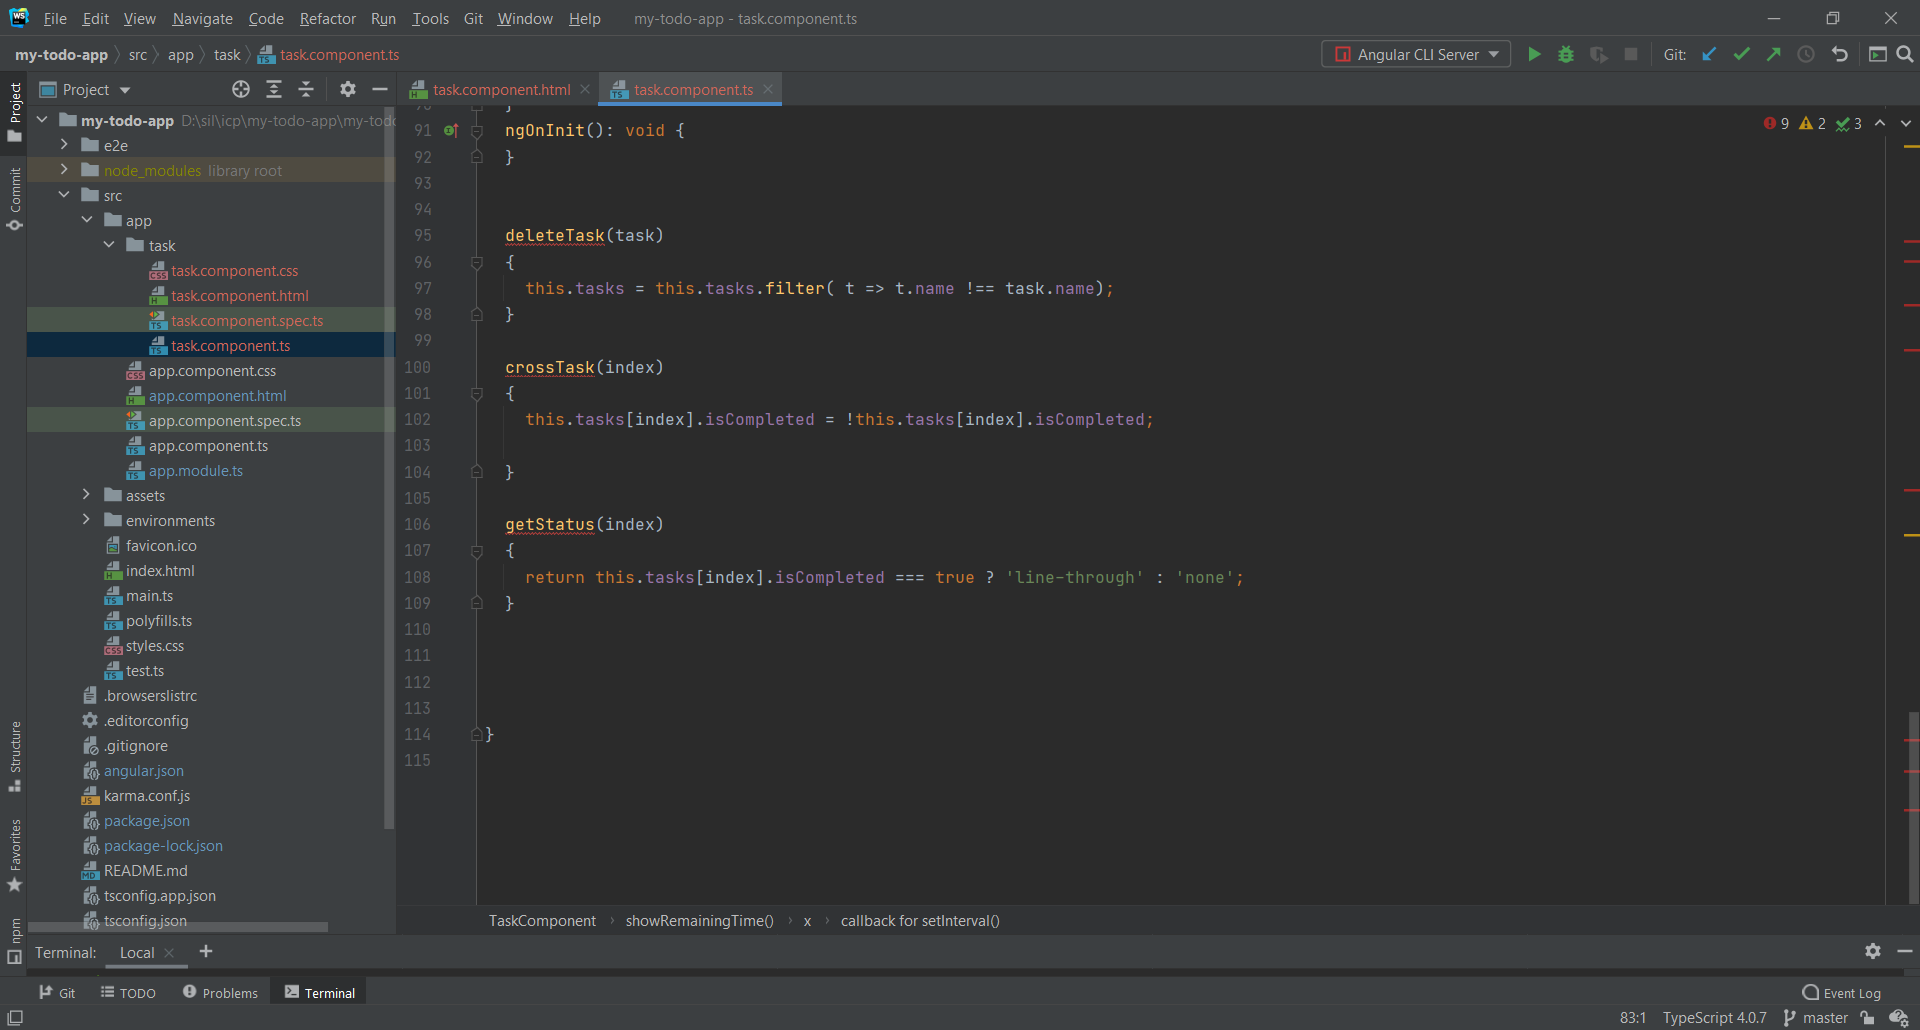 WS File Edit View Navigate Code Refactor Run Tools Git Window Help my-todo-app - task.component.ts
my-todo-app src app task task.component.ts Angular CLI Server Git:
Project
task.component.html task.component.ts
my-todo-app D:\sil\icp\my-todo-app\my-todo
e2e
node_modules library root
src
app
task
task.component.css
task.component.html
task.component.spec.ts
task.component.ts
app.component.css
app.component.html
app.component.spec.ts
app.component.ts
app.module.ts
assets
environments
favicon.ico
index.html
main.ts
polyfills.ts
styles.css
test.ts
.browserslistrc
.editorconfig
.gitignore
angular.json
karma.conf.js
package.json
package-lock.json
README.md
tsconfig.app.json
tsconfig.json
Project
Commit
Structure
Favorites
npm
9 2 3
90 }
91 ngOnInit(): void {
92 }
93
94
95 deleteTask(task)
96 {
97 this.tasks = this.tasks.filter( t => t.name !== task.name);
98 }
99
100 crossTask(index)
101 {
102 this.tasks[index].isCompleted = !this.tasks[index].isCompleted;
103
104 }
105
106 getStatus(index)
107 {
108 return this.tasks[index].isCompleted === true ? 'line-through' : 'none';
109 }
110
111
112
113
114 }
115
TaskComponent showRemainingTime() x callback for setInterval()
Terminal: Local
Git TODO Problems Terminal Event Log
83:1 TypeScript 4.0.7 master